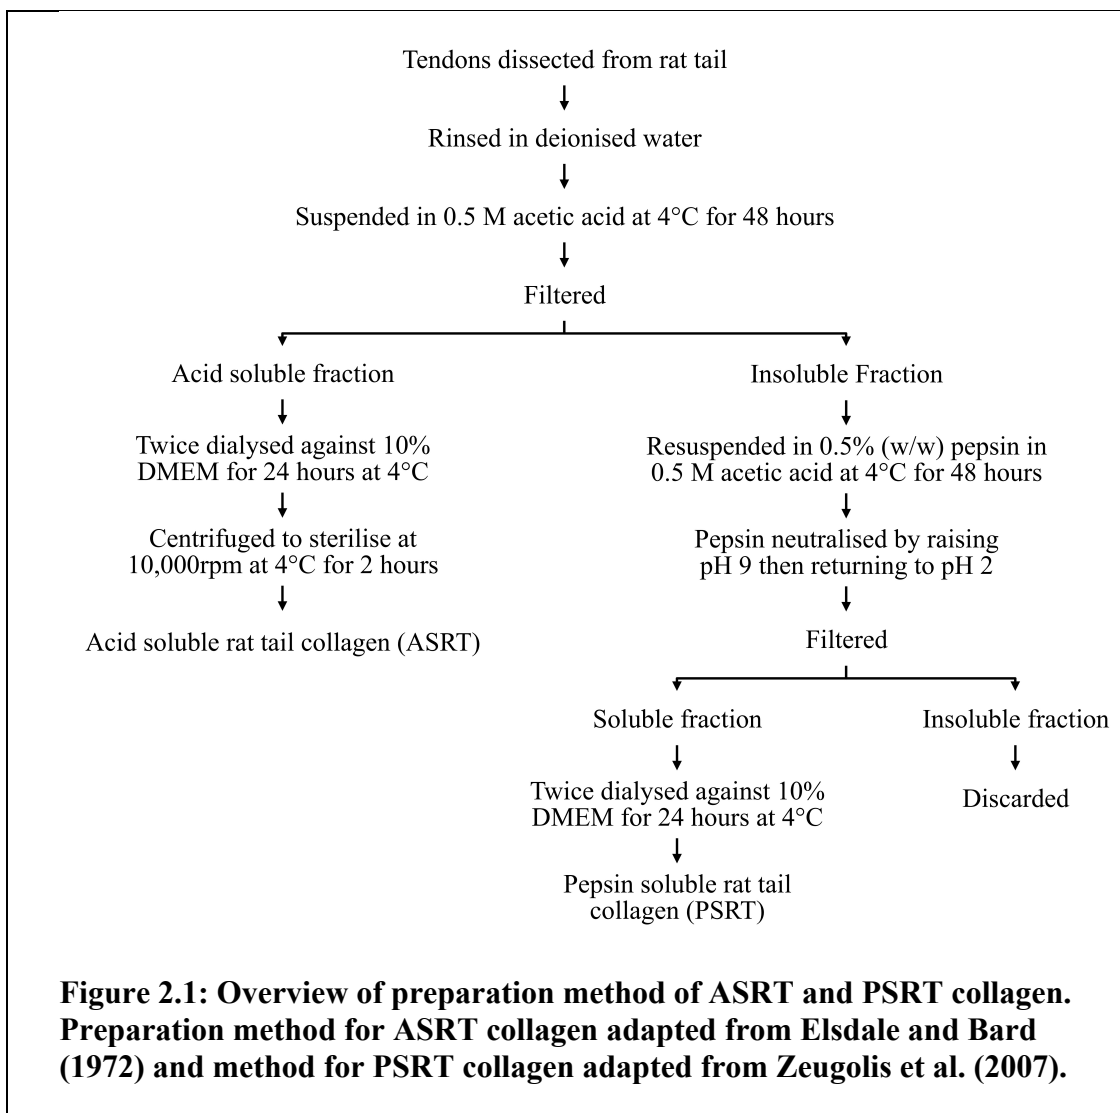 Tendons dissected from rat tail
Rinsed in deionised water
Suspended in 0.5 M acetic acid at 4°C for 48 hours
Filtered
Acid soluble fraction
Twice dialysed against 10%
DMEM for 24 hours at 4°C
Centrifuged to sterilise at
10,000rpm at 4°C for 2 hours
Acid soluble rat tail collagen (ASRT)
Insoluble Fraction
Resuspended in 0.5% (w/w) pepsin in
0.5 M acetic acid at 4°C for 48 hours
Pepsin neutralised by raising
pH 9 then returning to pH 2
Filtered
Soluble fraction
Twice dialysed against 10%
DMEM for 24 hours at 4°C
Pepsin soluble rat tail
collagen (PSRT)
Insoluble fraction
Discarded
Figure 2.1: Overview of preparation method of ASRT and PSRT collagen.
Preparation method for ASRT collagen adapted from Elsdale and Bard
(1972) and method for PSRT collagen adapted from Zeugolis et al. (2007).